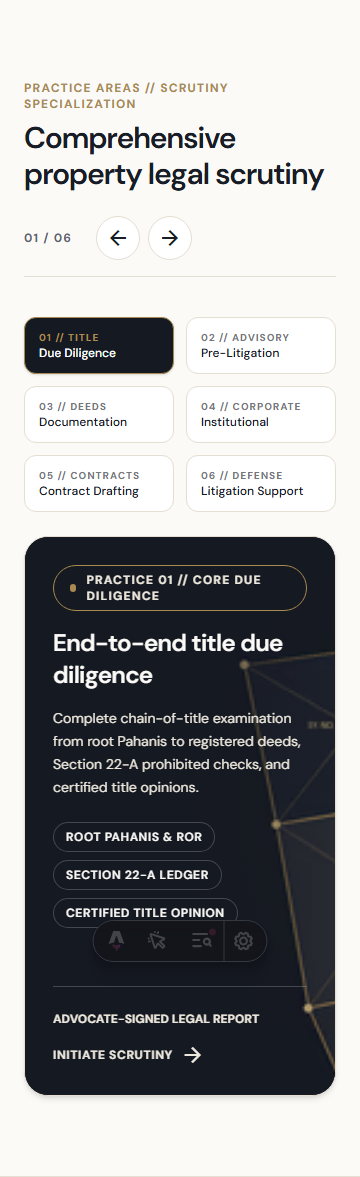 PRACTICE AREAS // SCRUTINY
SPECIALIZATION
Comprehensive
property legal scrutiny
01 / 06
01 // TITLE
Due Diligence
02 // ADVISORY
Pre-Litigation
03 // DEEDS
Documentation
04 // CORPORATE
Institutional
05 // CONTRACTS
Contract Drafting
06 // DEFENSE
Litigation Support
PRACTICE 01 // CORE DUE
DILIGENCE
End-to-end title due
diligence
Complete chain-of-title examination
from root Pahanis to registered deeds,
Section 22-A prohibited checks, and
certified title opinions.
ROOT PAHANIS & ROR
SECTION 22-A LEDGER
CERTIFIED TITLE OPINION
ADVOCATE-SIGNED LEGAL REPORT
INITIATE SCRUTINY